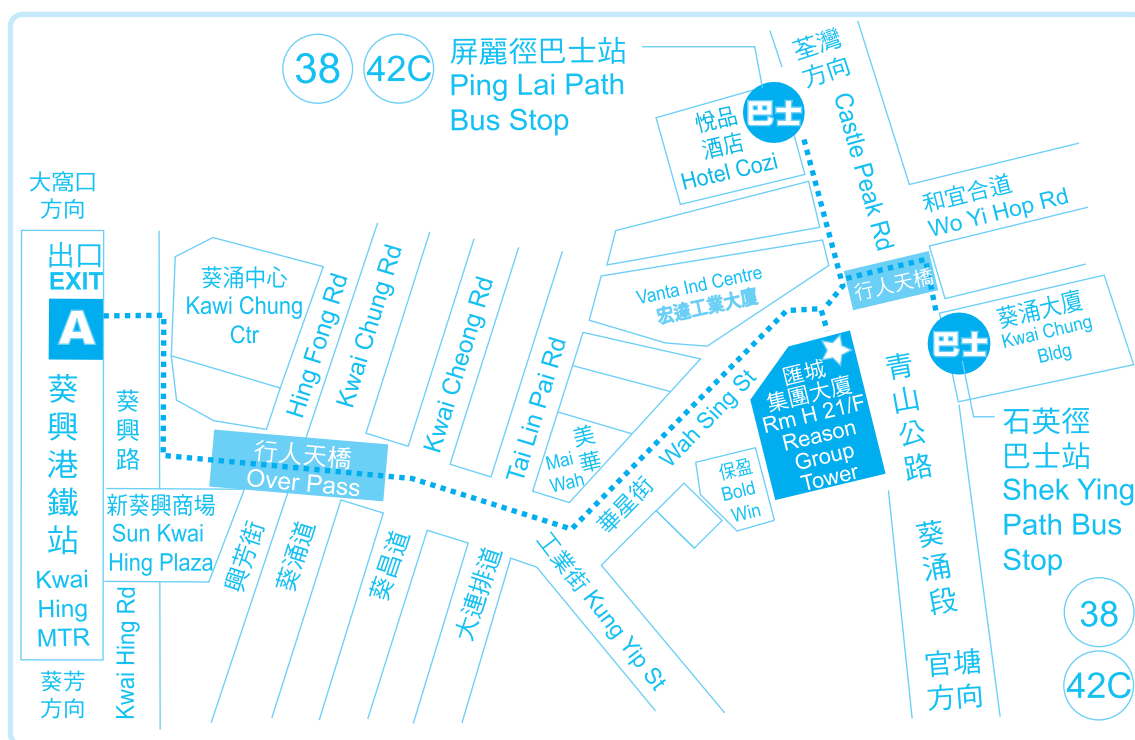 38
42C
屏麗徑巴士站
Ping Lai Path
Bus Stop
荃灣
方向
Castle Peak Rd
巴士
悅品
酒店
Hotel Cozi
和宜合道
Wo Yi Hop Rd
大窩口
方向
出口
EXIT
A
葵興港鐵站
Kwai
Hing
MTR
葵芳
方向
葵興路
Kwai Hing Rd
葵涌中心
Kawi Chung
Ctr
Hing Fong Rd
Kwai Chung Rd
Kwai Cheong Rd
Tai Lin Pai Rd
行人天橋
Over Pass
新葵興商場
Sun Kwai
Hing Plaza
興芳街
葵涌道
葵昌道
大連排道
工業街 Kung Yip St
美華
Mai
Wah
華星街
Wah Sing St
Vanta Ind Centre
宏達工業大廈
保盈
Bold
Win
匯城
集團大廈
Rm H 21/F
Reason
Group
Tower
行人天橋
巴士
葵涌大廈
Kwai Chung
Bldg
青山公路
葵涌段
官塘
方向
石英徑
巴士站
Shek Ying
Path Bus
Stop
38
42C